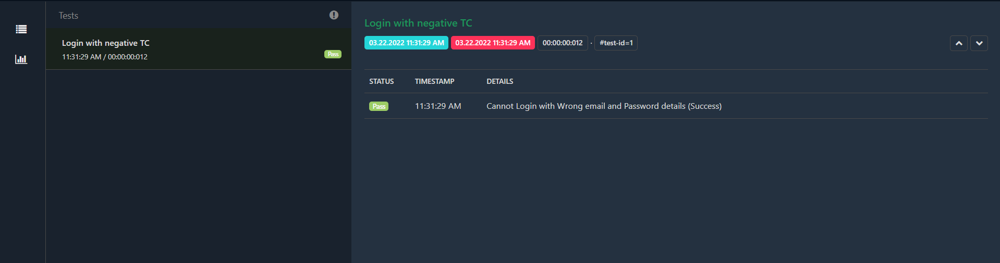 Tests
Login with negative TC
11:31:29 AM / 00:00:00:012
Pass
Login with negative TC
03.22.2022 11:31:29 AM 03.22.2022 11:31:29 AM 00:00:00:012 · #test-id=1
STATUS TIMESTAMP DETAILS
Pass 11:31:29 AM Cannot Login with Wrong email and Password details (Success)